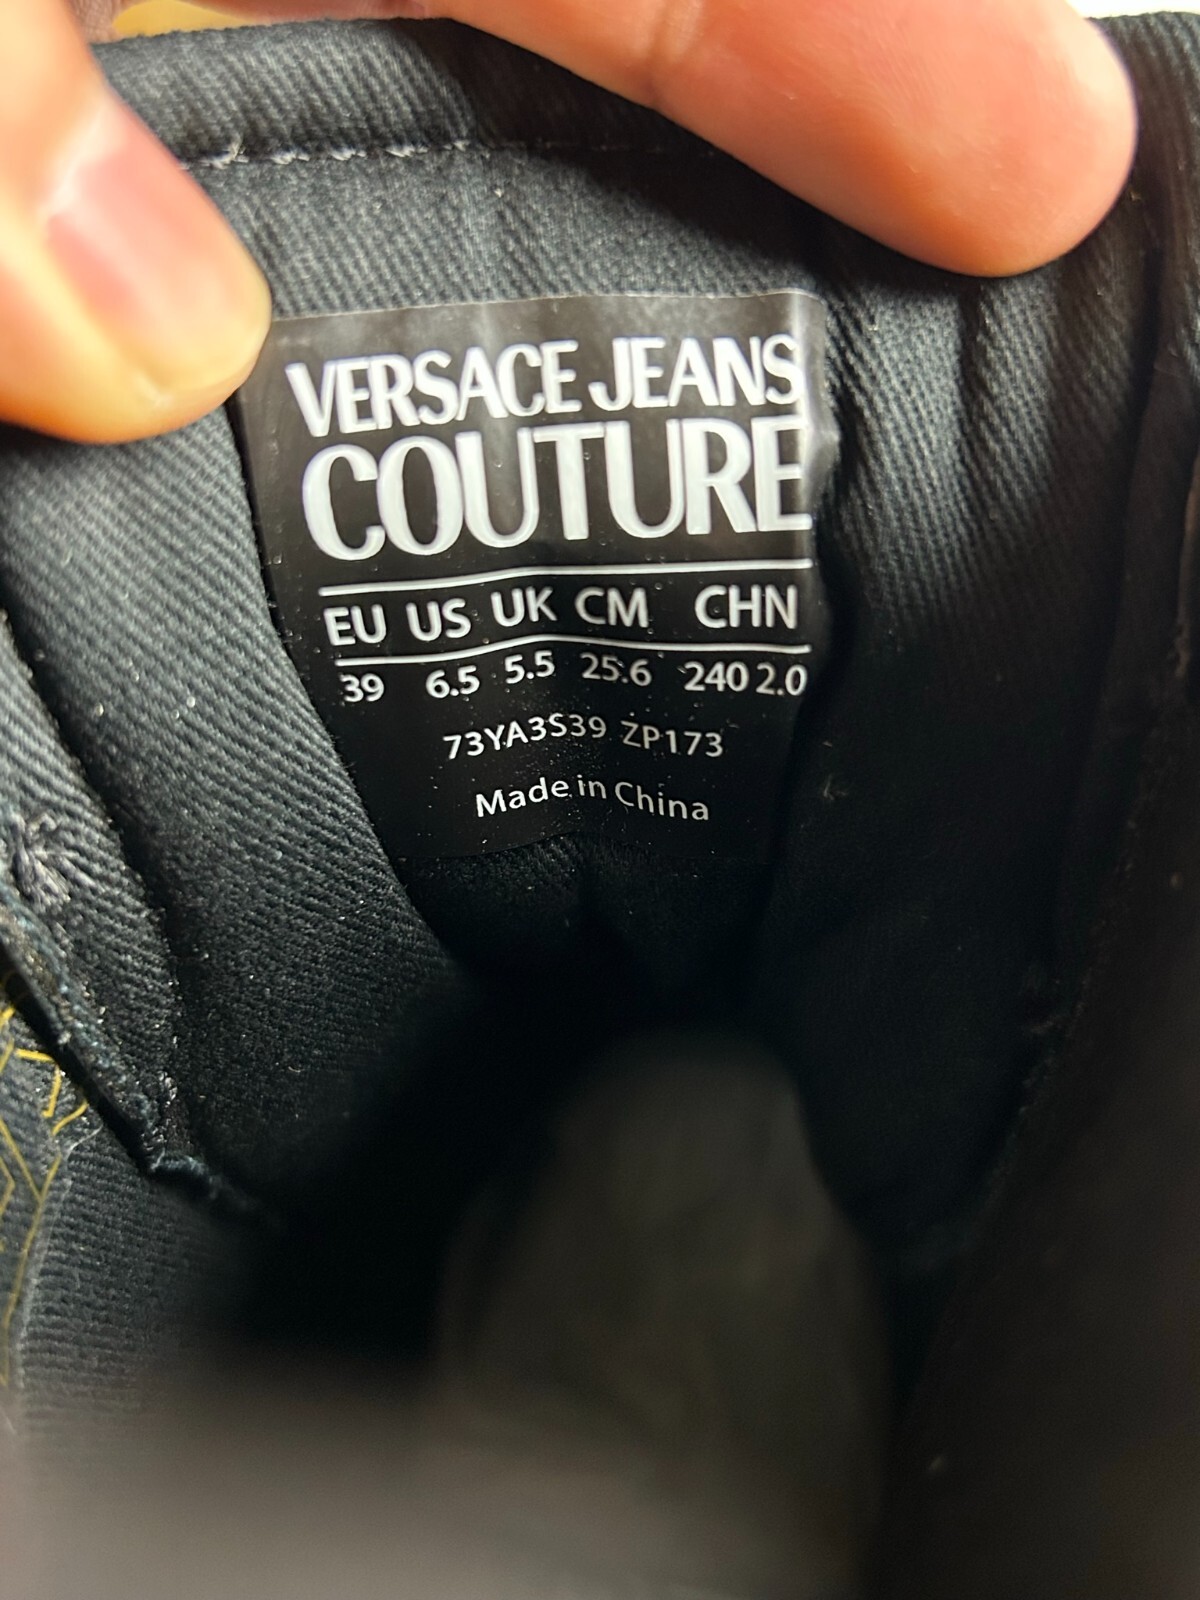 VERSACE JEANS
COUTURE
EU US UK CM CHN
39 6.5 5.5 25.6 240 2.0
73YA3S39 ZP173
Made in China